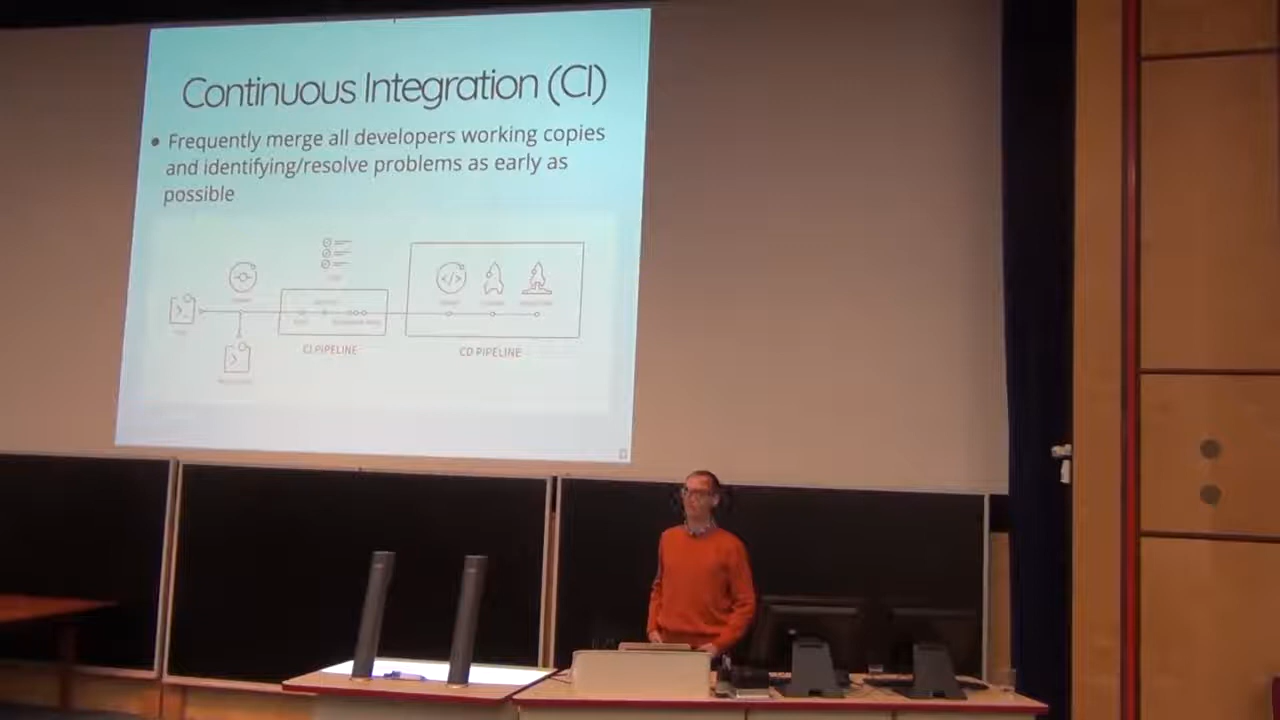 Continuous Integration (CI)
• Frequently merge all developers working copies
and identifying/resolve problems as early as
possible
CI PIPELINE
CD PIPELINE